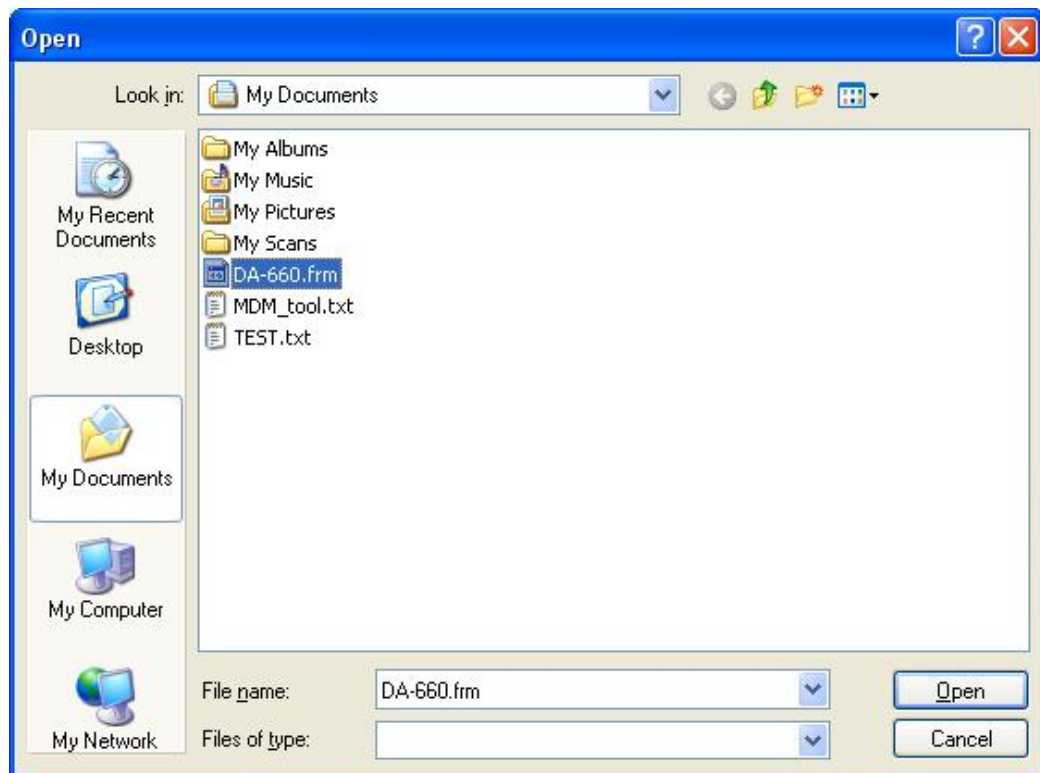 Open
Look in:
My Documents
My Recent
Documents
Desktop
My Documents
My Computer
My Network
My Albums
My Music
My Pictures
My Scans
DA-660.frm
MDM_tool.txt
TEST.txt
File name:
DA-660.frm
Open
Files of type:
Cancel